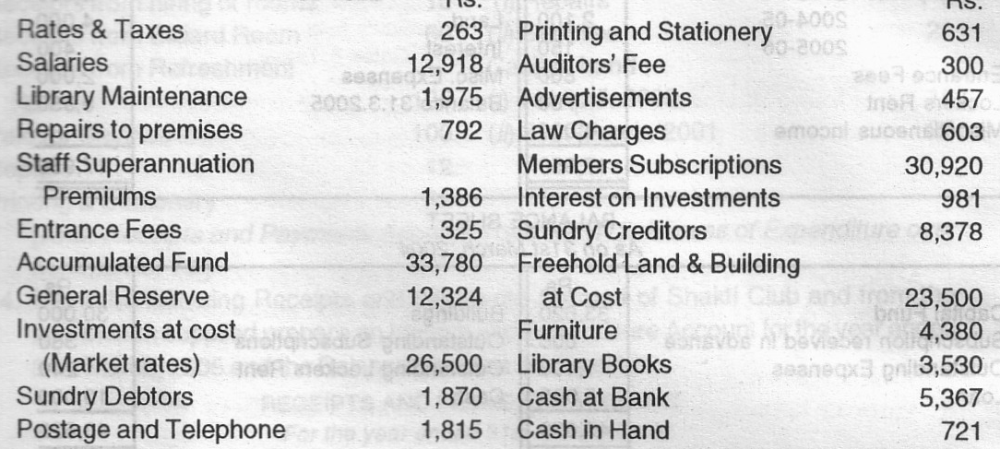 Rs. Rs.
Rates & Taxes 263 Printing and Stationery 631
Salaries 12,918 Auditors' Fee 300
Library Maintenance 1,975 Advertisements 457
Repairs to premises 792 Law Charges 603
Staff Superannuation Members Subscriptions 30,920
Premiums 1,386 Interest on Investments 981
Entrance Fees 325 Sundry Creditors 8,378
Accumulated Fund 33,780 Freehold Land & Building
General Reserve 12,324 at Cost 23,500
Investments at cost Furniture 4,380
(Market rates) 26,500 Library Books 3,530
Sundry Debtors 1,870 Cash at Bank 5,367
Postage and Telephone 1,815 Cash in Hand 721